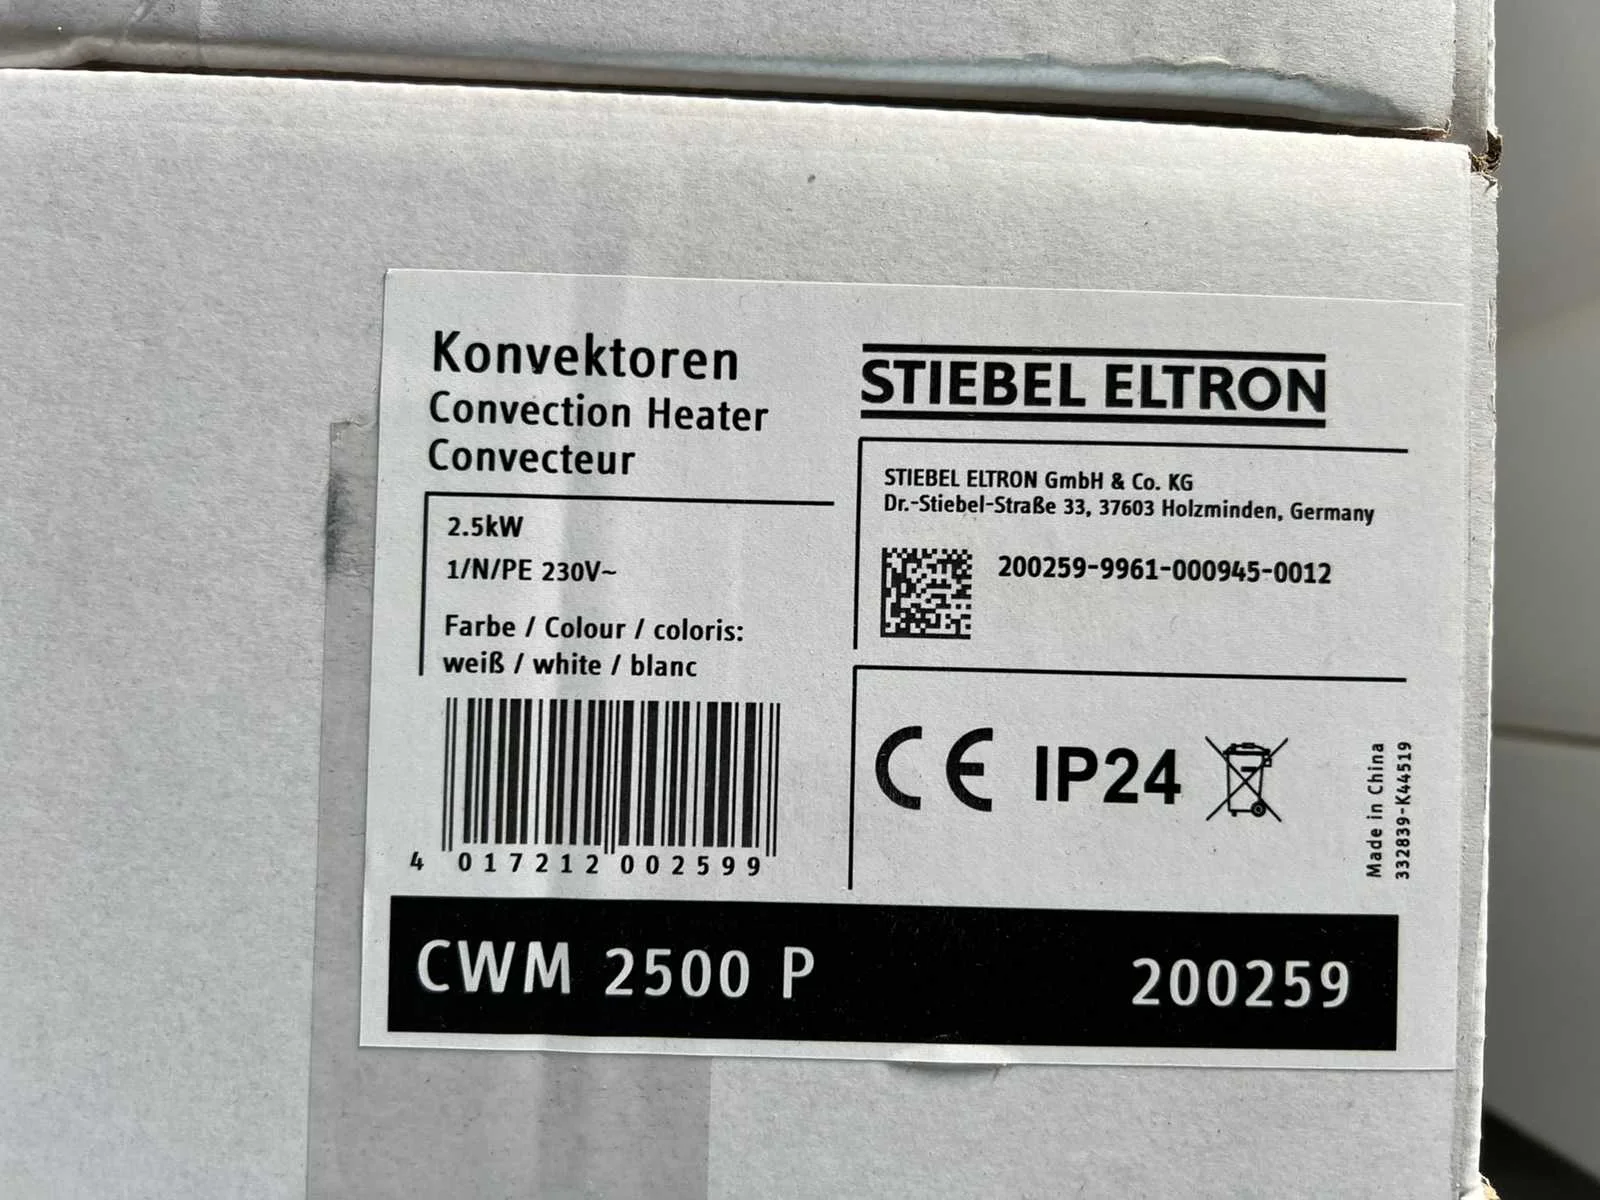 Konvektoren
Convection Heater
Convecteur
2.5kW
1/N/PE 230V~
Farbe / Colour / coloris:
weiß / white / blanc
4 017212 002599
STIEBEL ELTRON
STIEBEL ELTRON GmbH & Co. KG
Dr.-Stiebel-Straße 33, 37603 Holzminden, Germany
200259-9961-000945-0012
CE IP24
Made in China
332839-K44519
CWM 2500 P 200259